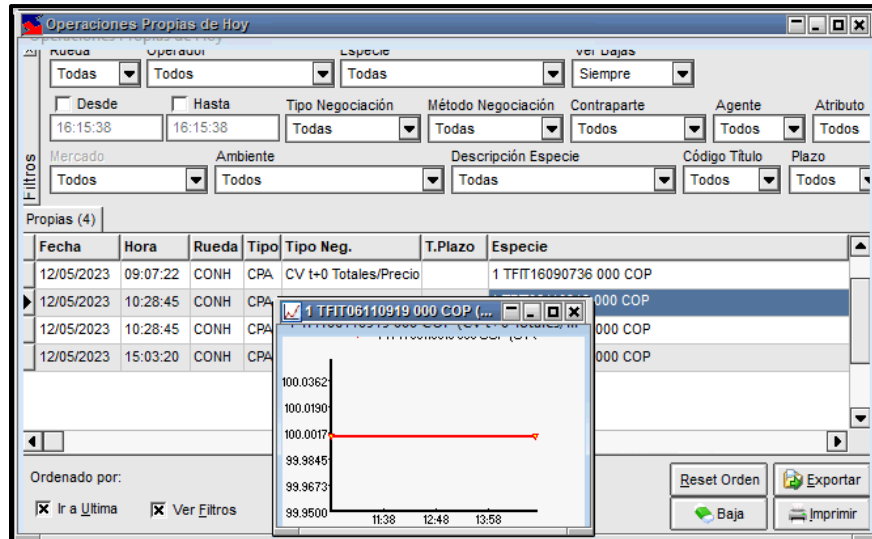 Operaciones Propias de Hoy
Rueda Operador Especie Ver Bajas
Todas Todos Todas Siempre
Desde Hasta Tipo Negociación Método Negociación Contraparte Agente Atributo
16:15:38 16:15:38 Todas Todas Todos Todos Todos
Mercado Ambiente Descripción Especie Código Título Plazo
Todos Todos Todas Todos Todos
Filtros
Propias (4)
Fecha Hora Rueda Tipo Tipo Neg. T.Plazo Especie
12/05/2023 09:07:22 CONH CPA CV t+0 Totales/Precio 1 TFIT16090736 000 COP
12/05/2023 10:28:45 CONH CPA 000 COP
12/05/2023 10:28:45 CONH CPA 000 COP
12/05/2023 15:03:20 CONH CPA 000 COP
1 TFIT06110919 000 COP (...
100.0362
100.0190
100.0017
99.9845
99.9673
99.9500
11:38 12:48 13:58
Ordenado por:
Ir a Ultima Ver Filtros
Reset Orden Exportar
Baja Imprimir